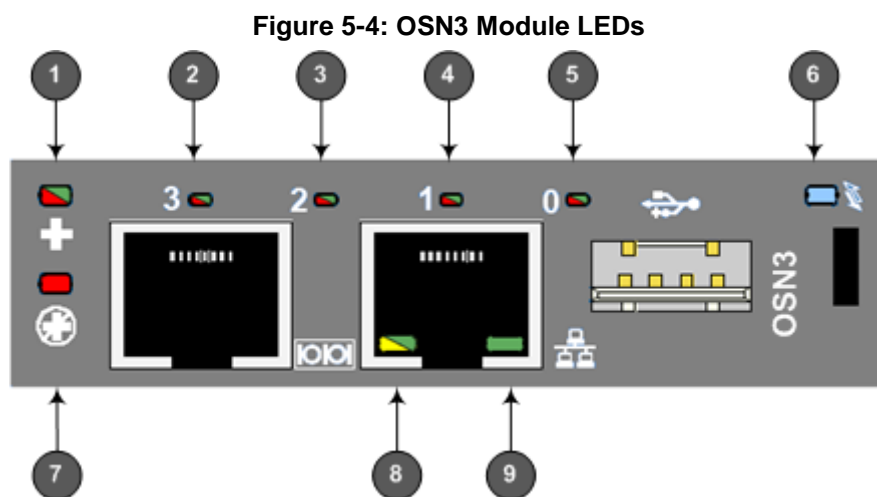 Figure 5-4: OSN3 Module LEDs
1 2 3 4 5 6
3 2 1 0
IOIOI
OSN3
7 8 9